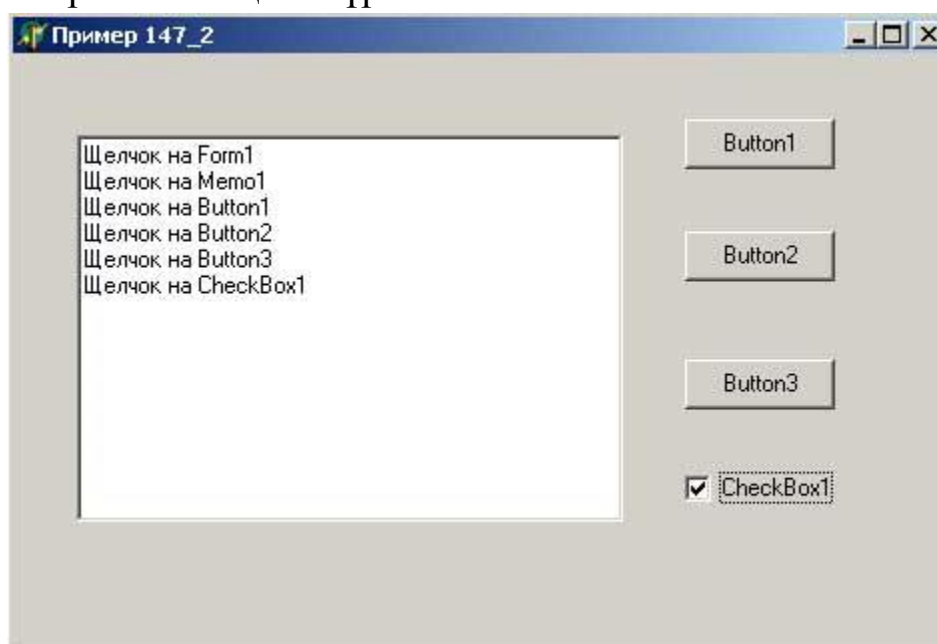 Пример 147_2
Щелчок на Form1
Щелчок на Memo1
Щелчок на Button1
Щелчок на Button2
Щелчок на Button3
Щелчок на CheckBox1
Button1
Button2
Button3
CheckBox1